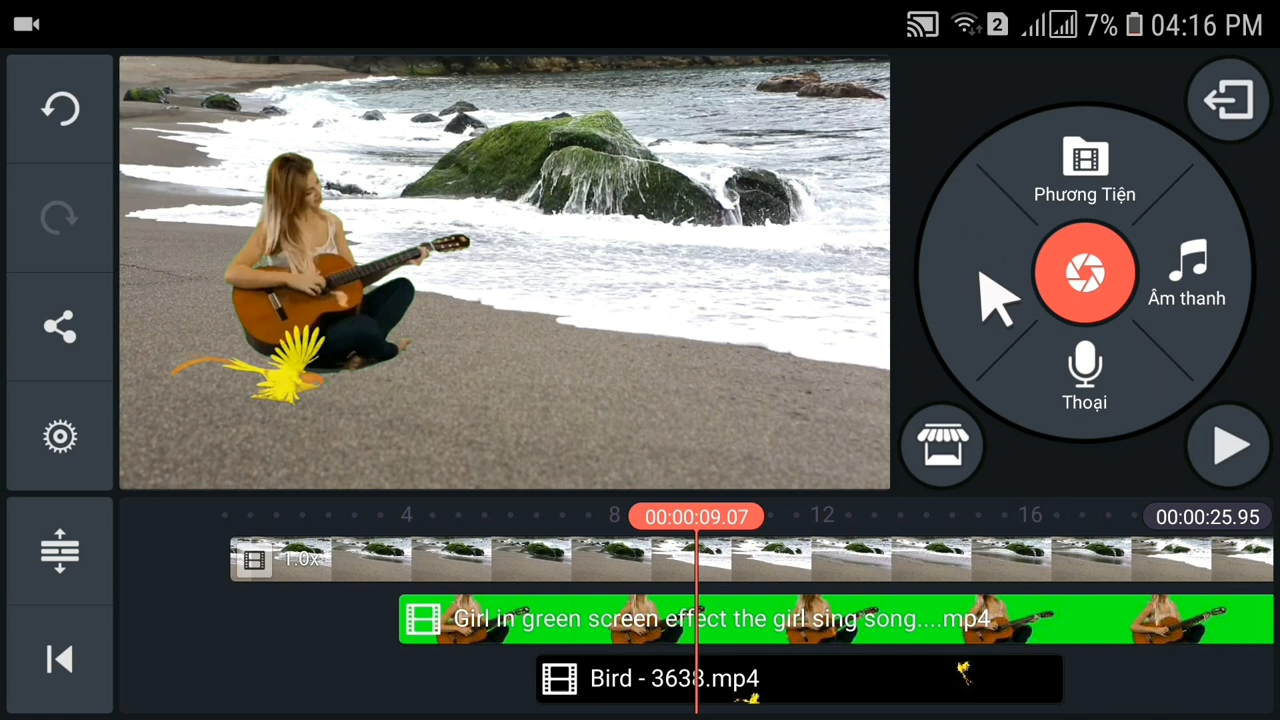 2 7% 04:16 PM
Phương Tiện
Âm thanh
Thoại
4 8 00:00:09.07 12 16 00:00:25.95
1.0x
Girl in green screen effect the girl sing song....mp4
Bird - 3638.mp4